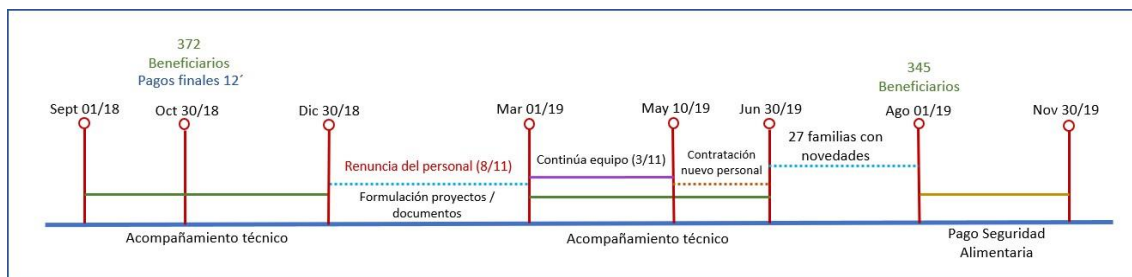 372
Beneficiarios
Pagos finales 12´
345
Beneficiarios
Sept 01/18
Oct 30/18
Dic 30/18
Mar 01/19
May 10/19
Jun 30/19
Ago 01/19
Nov 30/19
27 familias con
novedades
Renuncia del personal (8/11)
Continúa equipo (3/11)
Contratación
nuevo personal
Formulación proyectos /
documentos
Acompañamiento técnico
Acompañamiento técnico
Pago Seguridad
Alimentaria